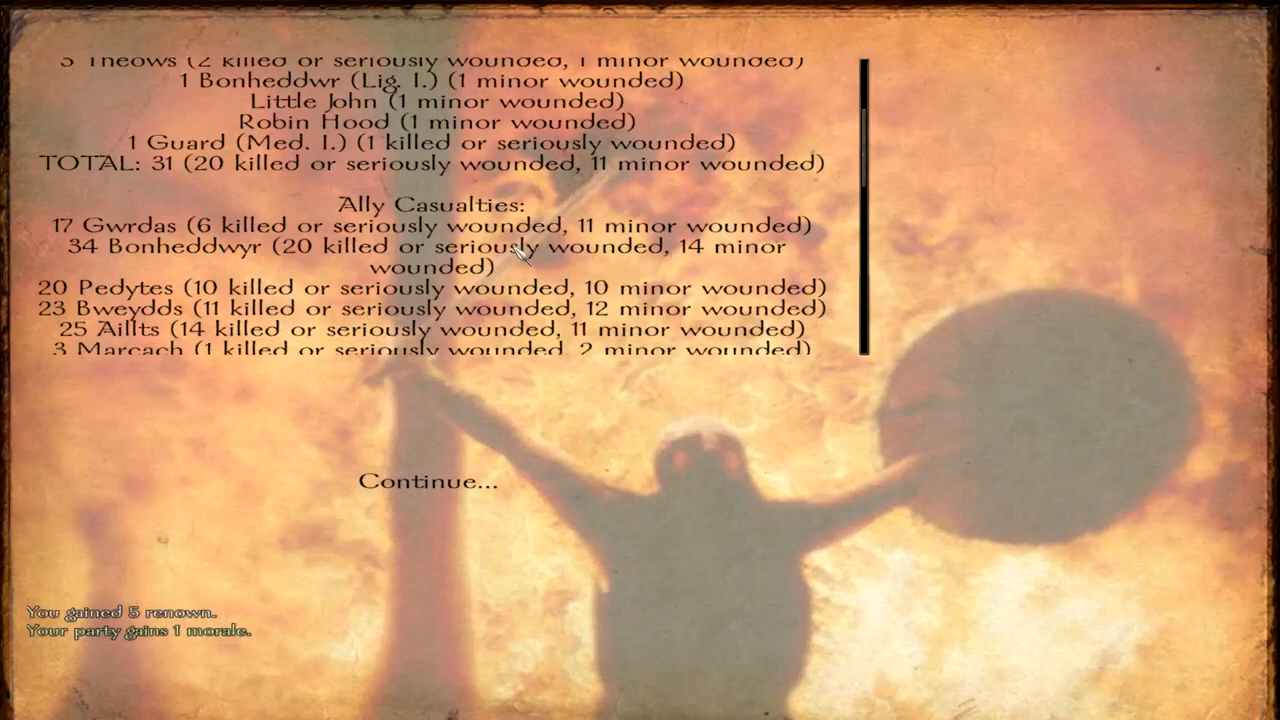 3 Theows (2 killed or seriously wounded, 1 minor wounded)
1 Bonheddwr (Lig. I.) (1 minor wounded)
Little John (1 minor wounded)
Robin Hood (1 minor wounded)
1 Guard (Med. I.) (1 killed or seriously wounded)
TOTAL: 31 (20 killed or seriously wounded, 11 minor wounded)
Ally Casualties:
17 Gwrdas (6 killed or seriously wounded, 11 minor wounded)
34 Bonheddwyr (20 killed or seriously wounded, 14 minor
wounded)
20 Pedytes (10 killed or seriously wounded, 10 minor wounded)
23 Bweydds (11 killed or seriously wounded, 12 minor wounded)
25 Aillts (14 killed or seriously wounded, 11 minor wounded)
3 Marcach (1 killed or seriously wounded, 2 minor wounded)
Continue...
You gained 5 renown.
Your party gains 1 morale.